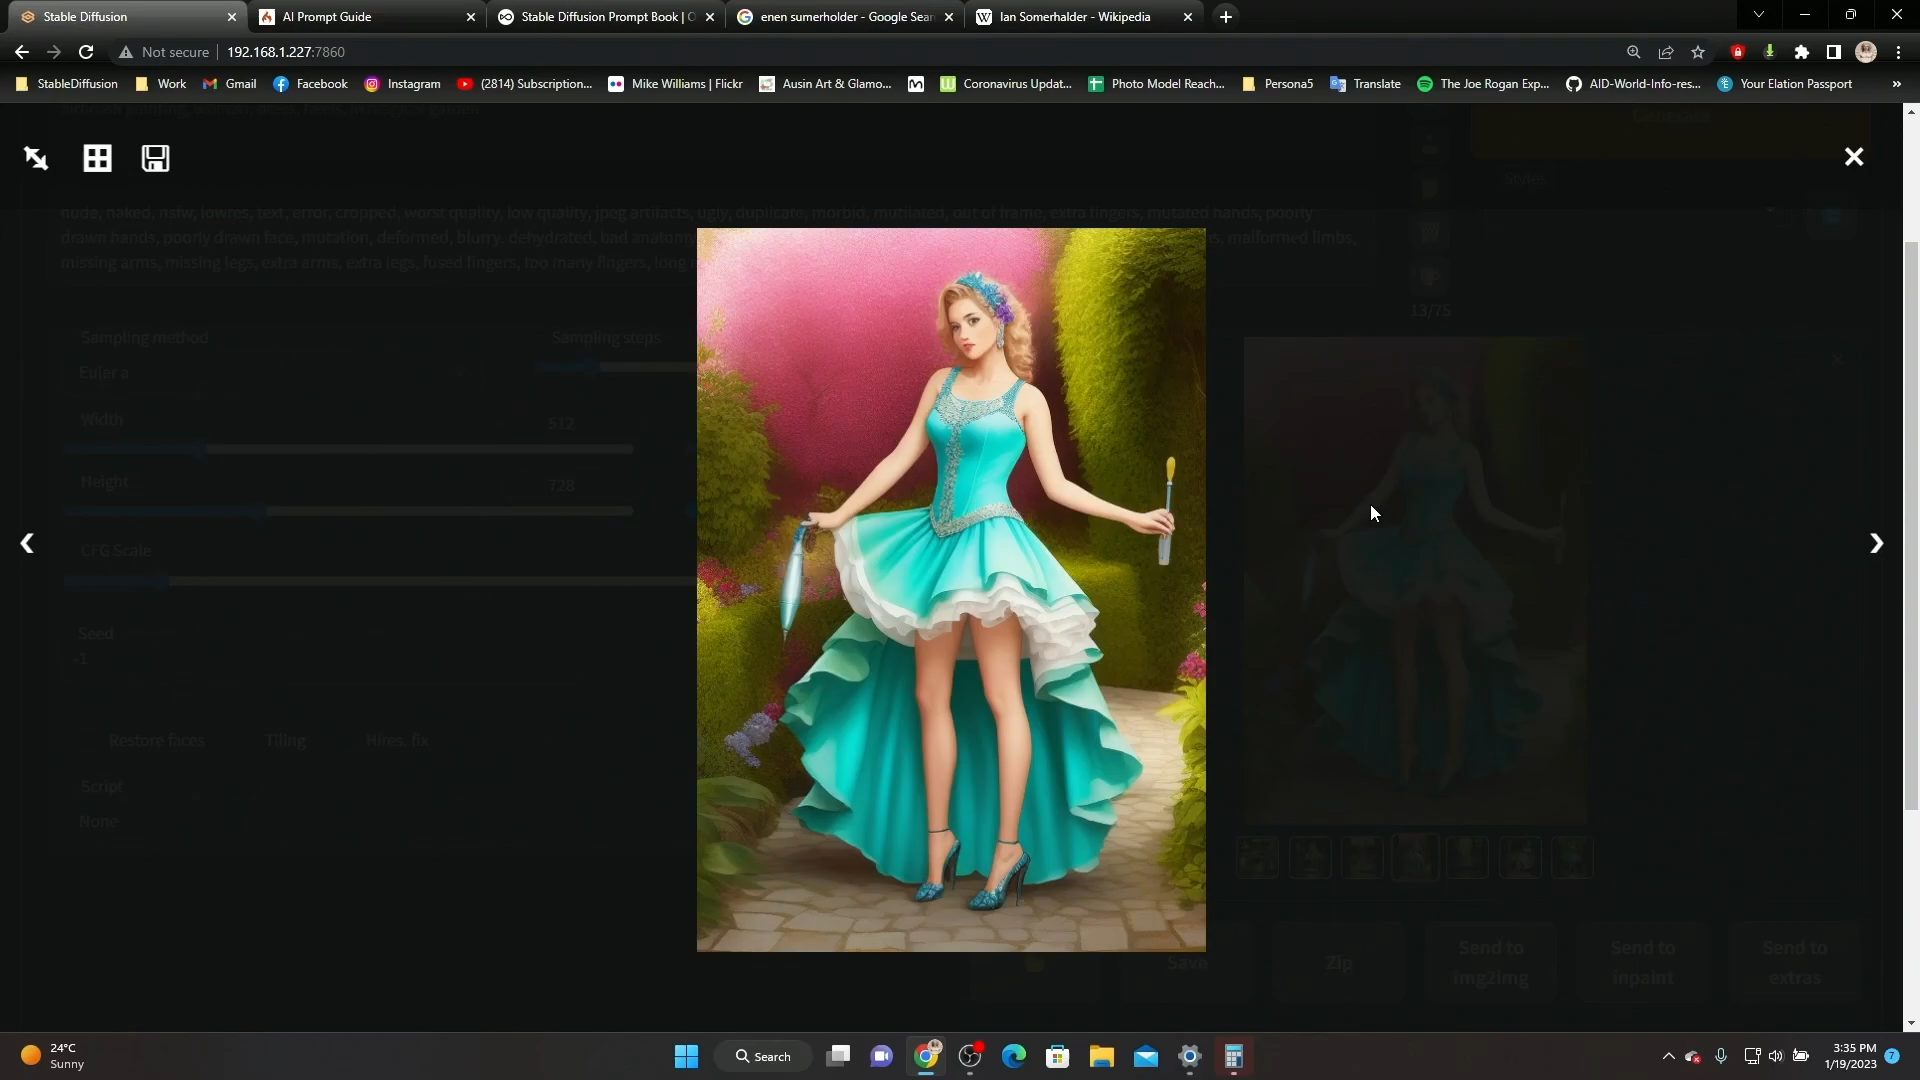 Stable Diffusion
AI Prompt Guide
Stable Diffusion Prompt Book | O
enen sumerholder - Google Sear
Ian Somerhalder - Wikipedia
Not secure
192.168.1.227:7860
StableDiffusion
Work
Gmail
Facebook
Instagram
(2814) Subscription...
Mike Williams | Flickr
Ausin Art & Glamo...
Coronavirus Updat...
Photo Model Reach...
Persona5
Translate
The Joe Rogan Exp...
AID-World-Info-res...
Your Elation Passport
»
Generate
Styles
nude, naked, nsfw, lowres, text, error, cropped, worst quality, low quality, jpeg artifacts, ugly, duplicate, morbid, mutilated, out of frame, extra fingers, mutated hands, poorly
drawn hands, poorly drawn face, mutation, deformed, blurry, dehydrated, bad anatomy
s, malformed limbs,
missing arms, missing legs, extra arms, extra legs, fused fingers, too many fingers, long
13/75
Sampling method
Sampling steps
Euler a
Width
512
Height
728
CFG Scale
Seed
-1
Restore faces
Tiling
Hires. fix
Script
None
Save
Zip
Send to
img2img
Send to
inpaint
Send to
extras
24°C
Sunny
Search
3:35 PM
1/19/2023
7